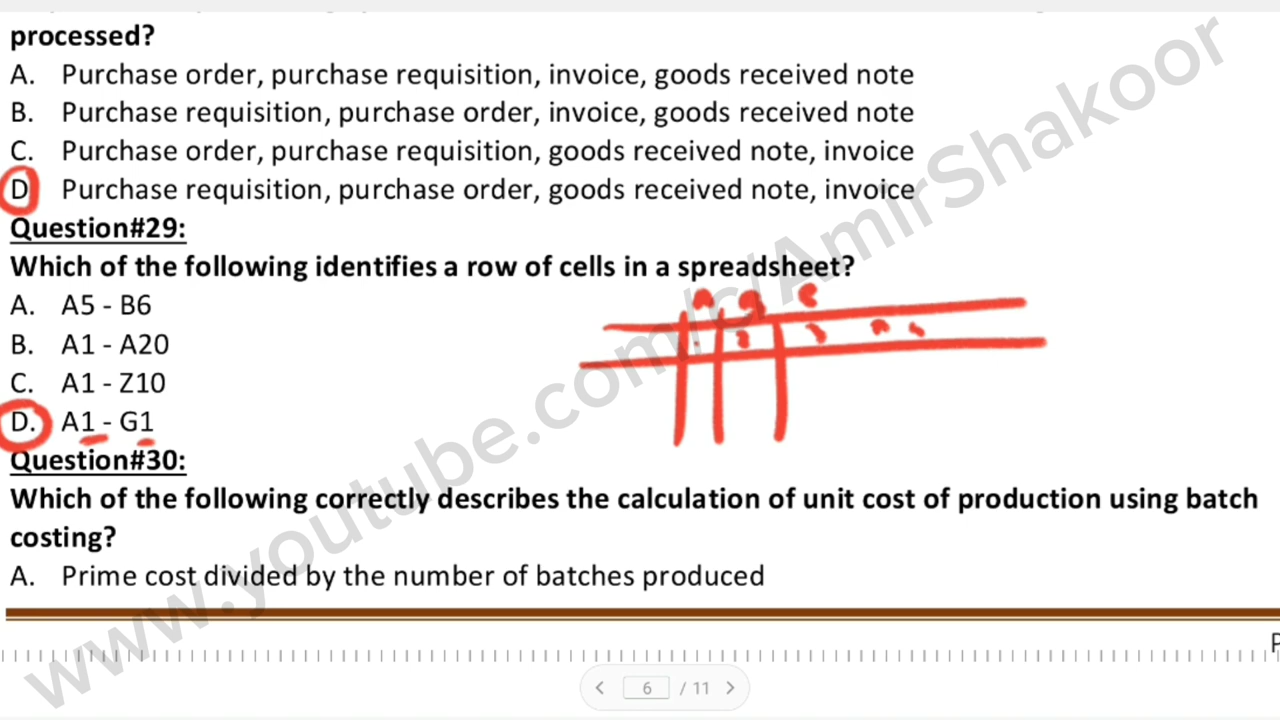 processed?
A. Purchase order, purchase requisition, invoice, goods received note
B. Purchase requisition, purchase order, invoice, goods received note
C. Purchase order, purchase requisition, goods received note, invoice
D Purchase requisition, purchase order, goods received note, invoice
Question#29:
Which of the following identifies a row of cells in a spreadsheet?
A. A5 - B6
B. A1 - A20
C. A1 - Z10
D. A1 - G1
Question#30:
Which of the following correctly describes the calculation of unit cost of production using batch
costing?
A. Prime cost divided by the number of batches produced
www.youtube.com/c/AmirShakoor
P
6 / 11